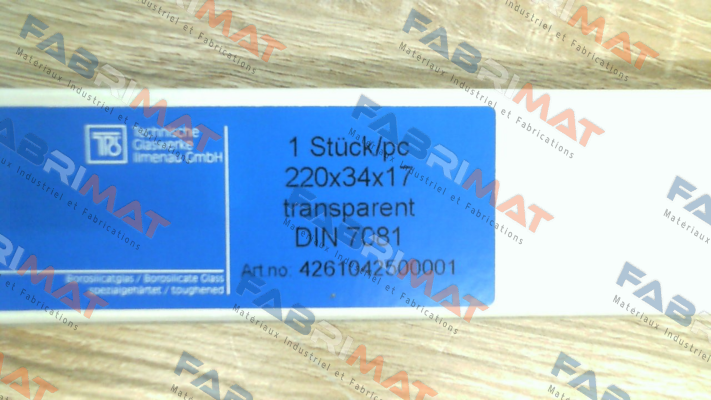 Technische
Glaswerke
Ilmenau GmbH
1 Stück/pc
220x34x17
transparent
DIN 7081
Art.no: 4261042500001
Borosilicatglas / Borosilicate Glass
spezialgehärtet / toughened
FABRIMAT
Matériaux Industriel et Fabrications